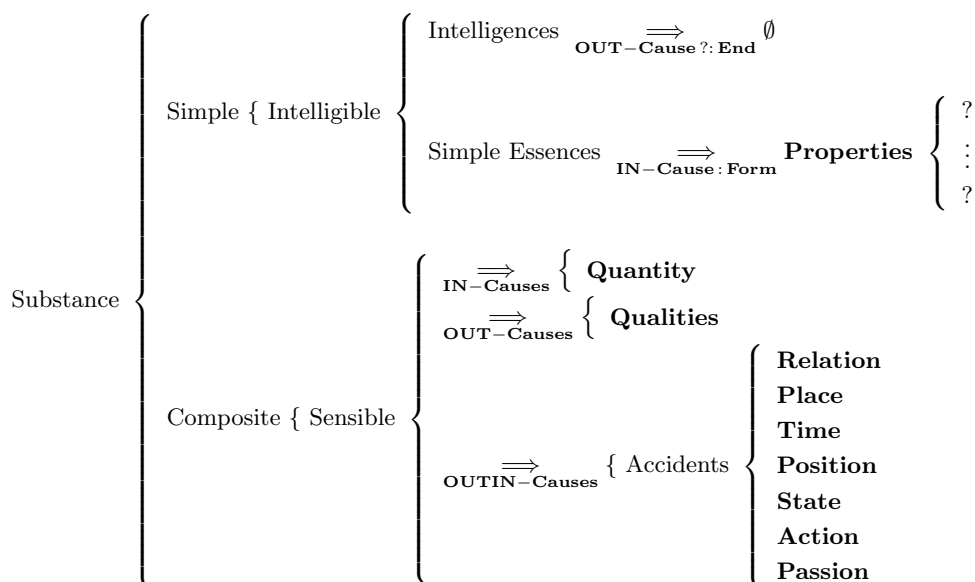 Intelligences ⟹ ∅
OUT−Cause ?: End
Simple { Intelligible
?
Simple Essences ⟹ Properties ⋮
IN−Cause : Form
?
⟹ { Quantity
IN−Causes
Substance
⟹ { Qualities
OUT−Causes
Relation
Place
Composite { Sensible
Time
⟹ { Accidents Position
OUTIN−Causes
State
Action
Passion